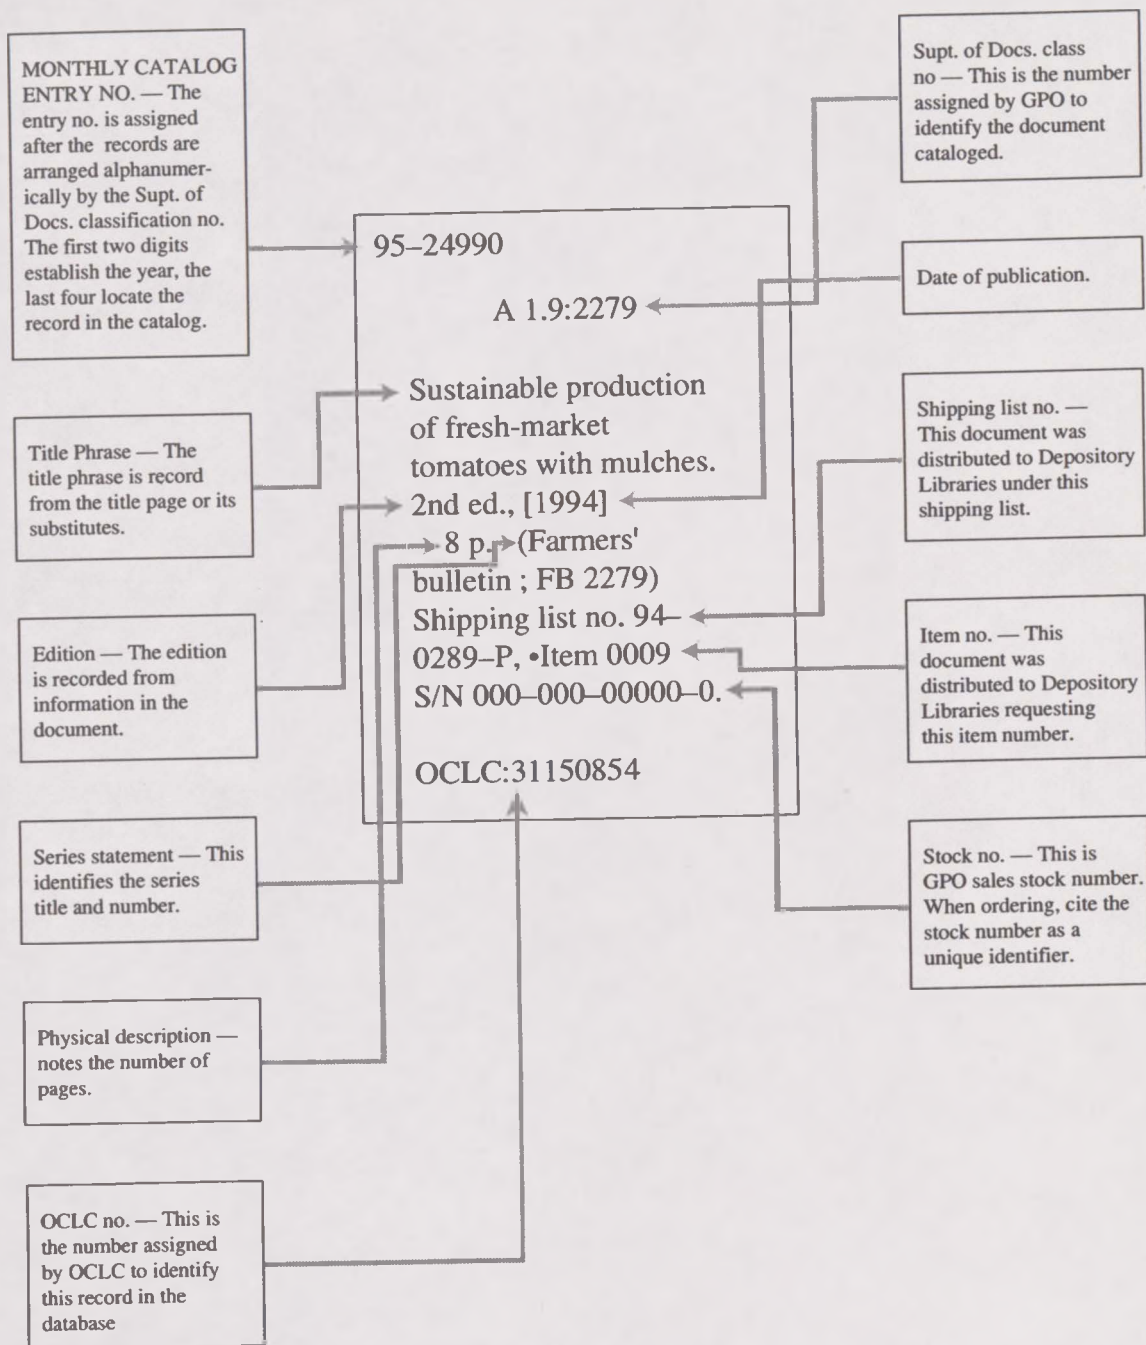 MONTHLY CATALOG
ENTRY NO. — The
entry no. is assigned
after the records are
arranged alphanumer-
ically by the Supt. of
Docs. classification no.
The first two digits
establish the year, the
last four locate the
record in the catalog.
Title Phrase — The
title phrase is record
from the title page or its
substitutes.
Edition — The edition
is recorded from
information in the
document.
Series statement — This
identifies the series
title and number.
Physical description —
notes the number of
pages.
OCLC no. — This is
the number assigned
by OCLC to identify
this record in the
database
95–24990
A 1.9:2279
Sustainable production
of fresh-market
tomatoes with mulches.
2nd ed., [1994]
8 p. (Farmers'
bulletin ; FB 2279)
Shipping list no. 94–
0289–P, •Item 0009
S/N 000–000–00000–0.
OCLC:31150854
Supt. of Docs. class
no — This is the number
assigned by GPO to
identify the document
cataloged.
Date of publication.
Shipping list no. —
This document was
distributed to Depository
Libraries under this
shipping list.
Item no. — This
document was
distributed to Depository
Libraries requesting
this item number.
Stock no. — This is
GPO sales stock number.
When ordering, cite the
stock number as a
unique identifier.